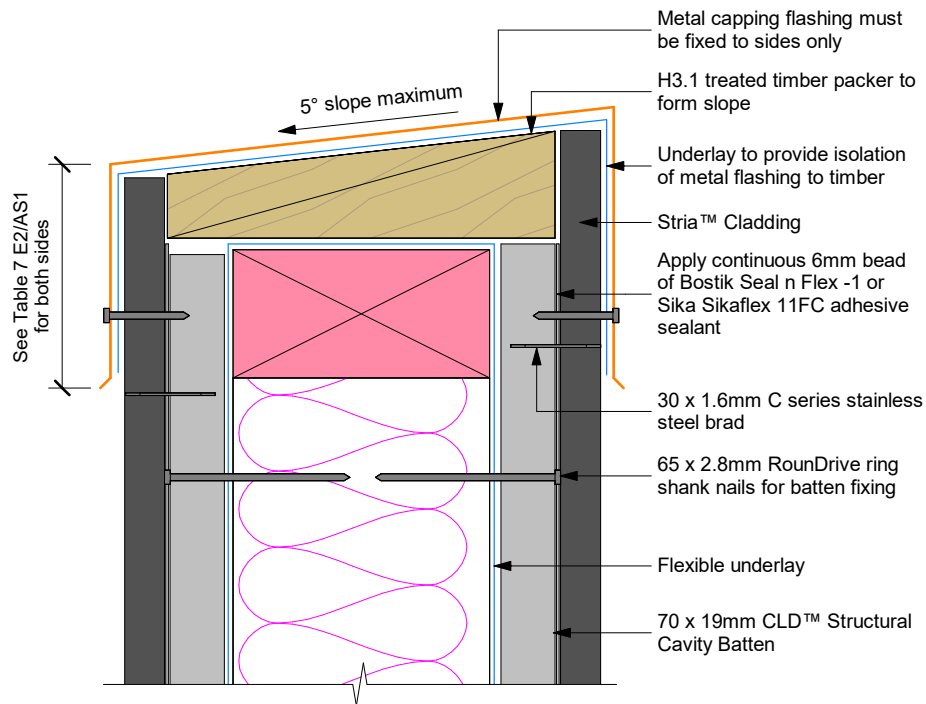 Metal capping flashing must
be fixed to sides only
H3.1 treated timber packer to
form slope
5° slope maximum
Underlay to provide isolation
of metal flashing to timber
Stria™ Cladding
See Table 7 E2/AS1
for both sides
Apply continuous 6mm bead
of Bostik Seal n Flex -1 or
Sika Sikaflex 11FC adhesive
sealant
30 x 1.6mm C series stainless
steel brad
65 x 2.8mm RounDrive ring
shank nails for batten fixing
Flexible underlay
70 x 19mm CLD™ Structural
Cavity Batten